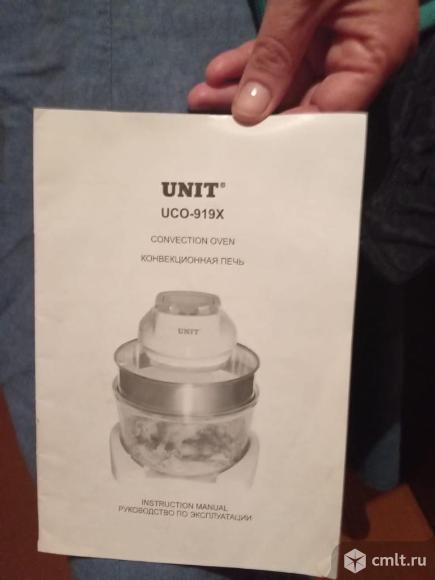 UNIT®
UCO-919X
CONVECTION OVEN
КОНВЕКЦИОННАЯ ПЕЧЬ
UNIT
INSTRUCTION MANUAL
РУКОВОДСТВО ПО ЭКСПЛУАТАЦИИ
cmlt.ru